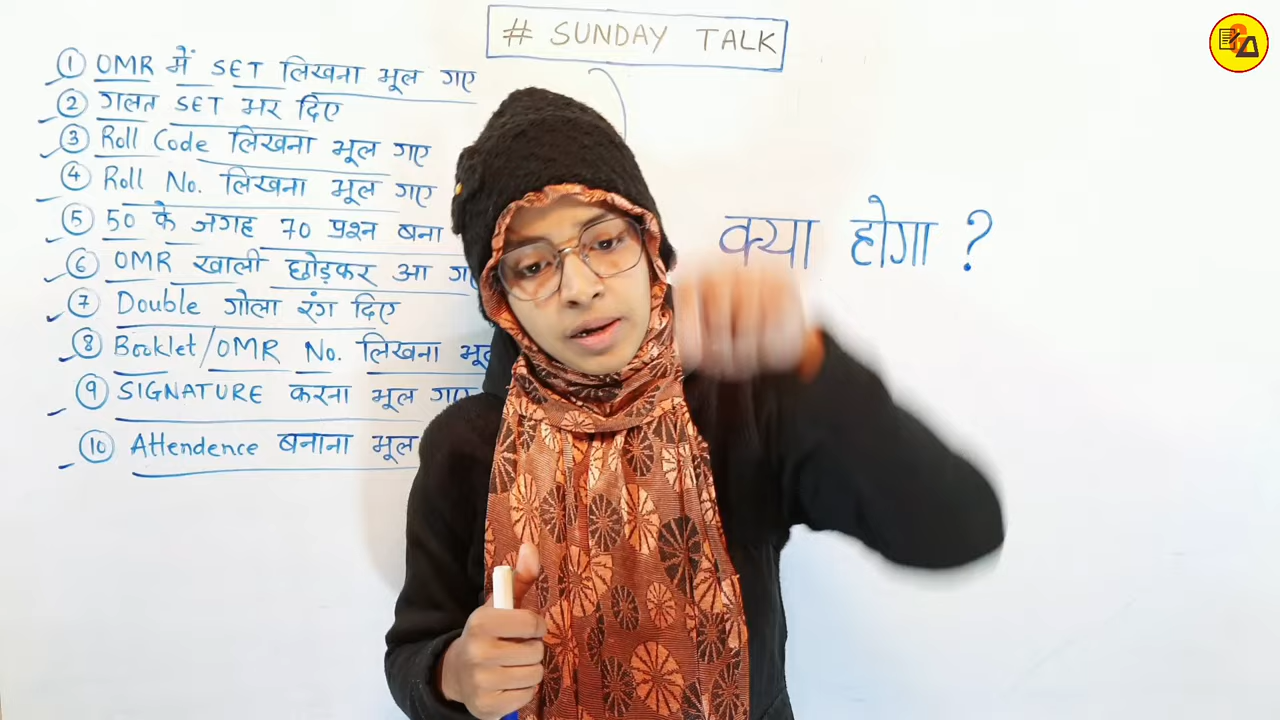 # SUNDAY TALK
① OMR में SET लिखना भूल गए
② गलत SET भर दिए
③ Roll Code लिखना भूल गए
④ Roll No. लिखना भूल गए
⑤ 50 के जगह 70 प्रश्न बना
⑥ OMR खाली छोड़कर आ
⑦ Double गोला रंग दिए
⑧ Booklet/OMR No. लिखना
⑨ SIGNATURE करना भूल गए
⑩ Attendence बनाना भूल
क्या होगा ?